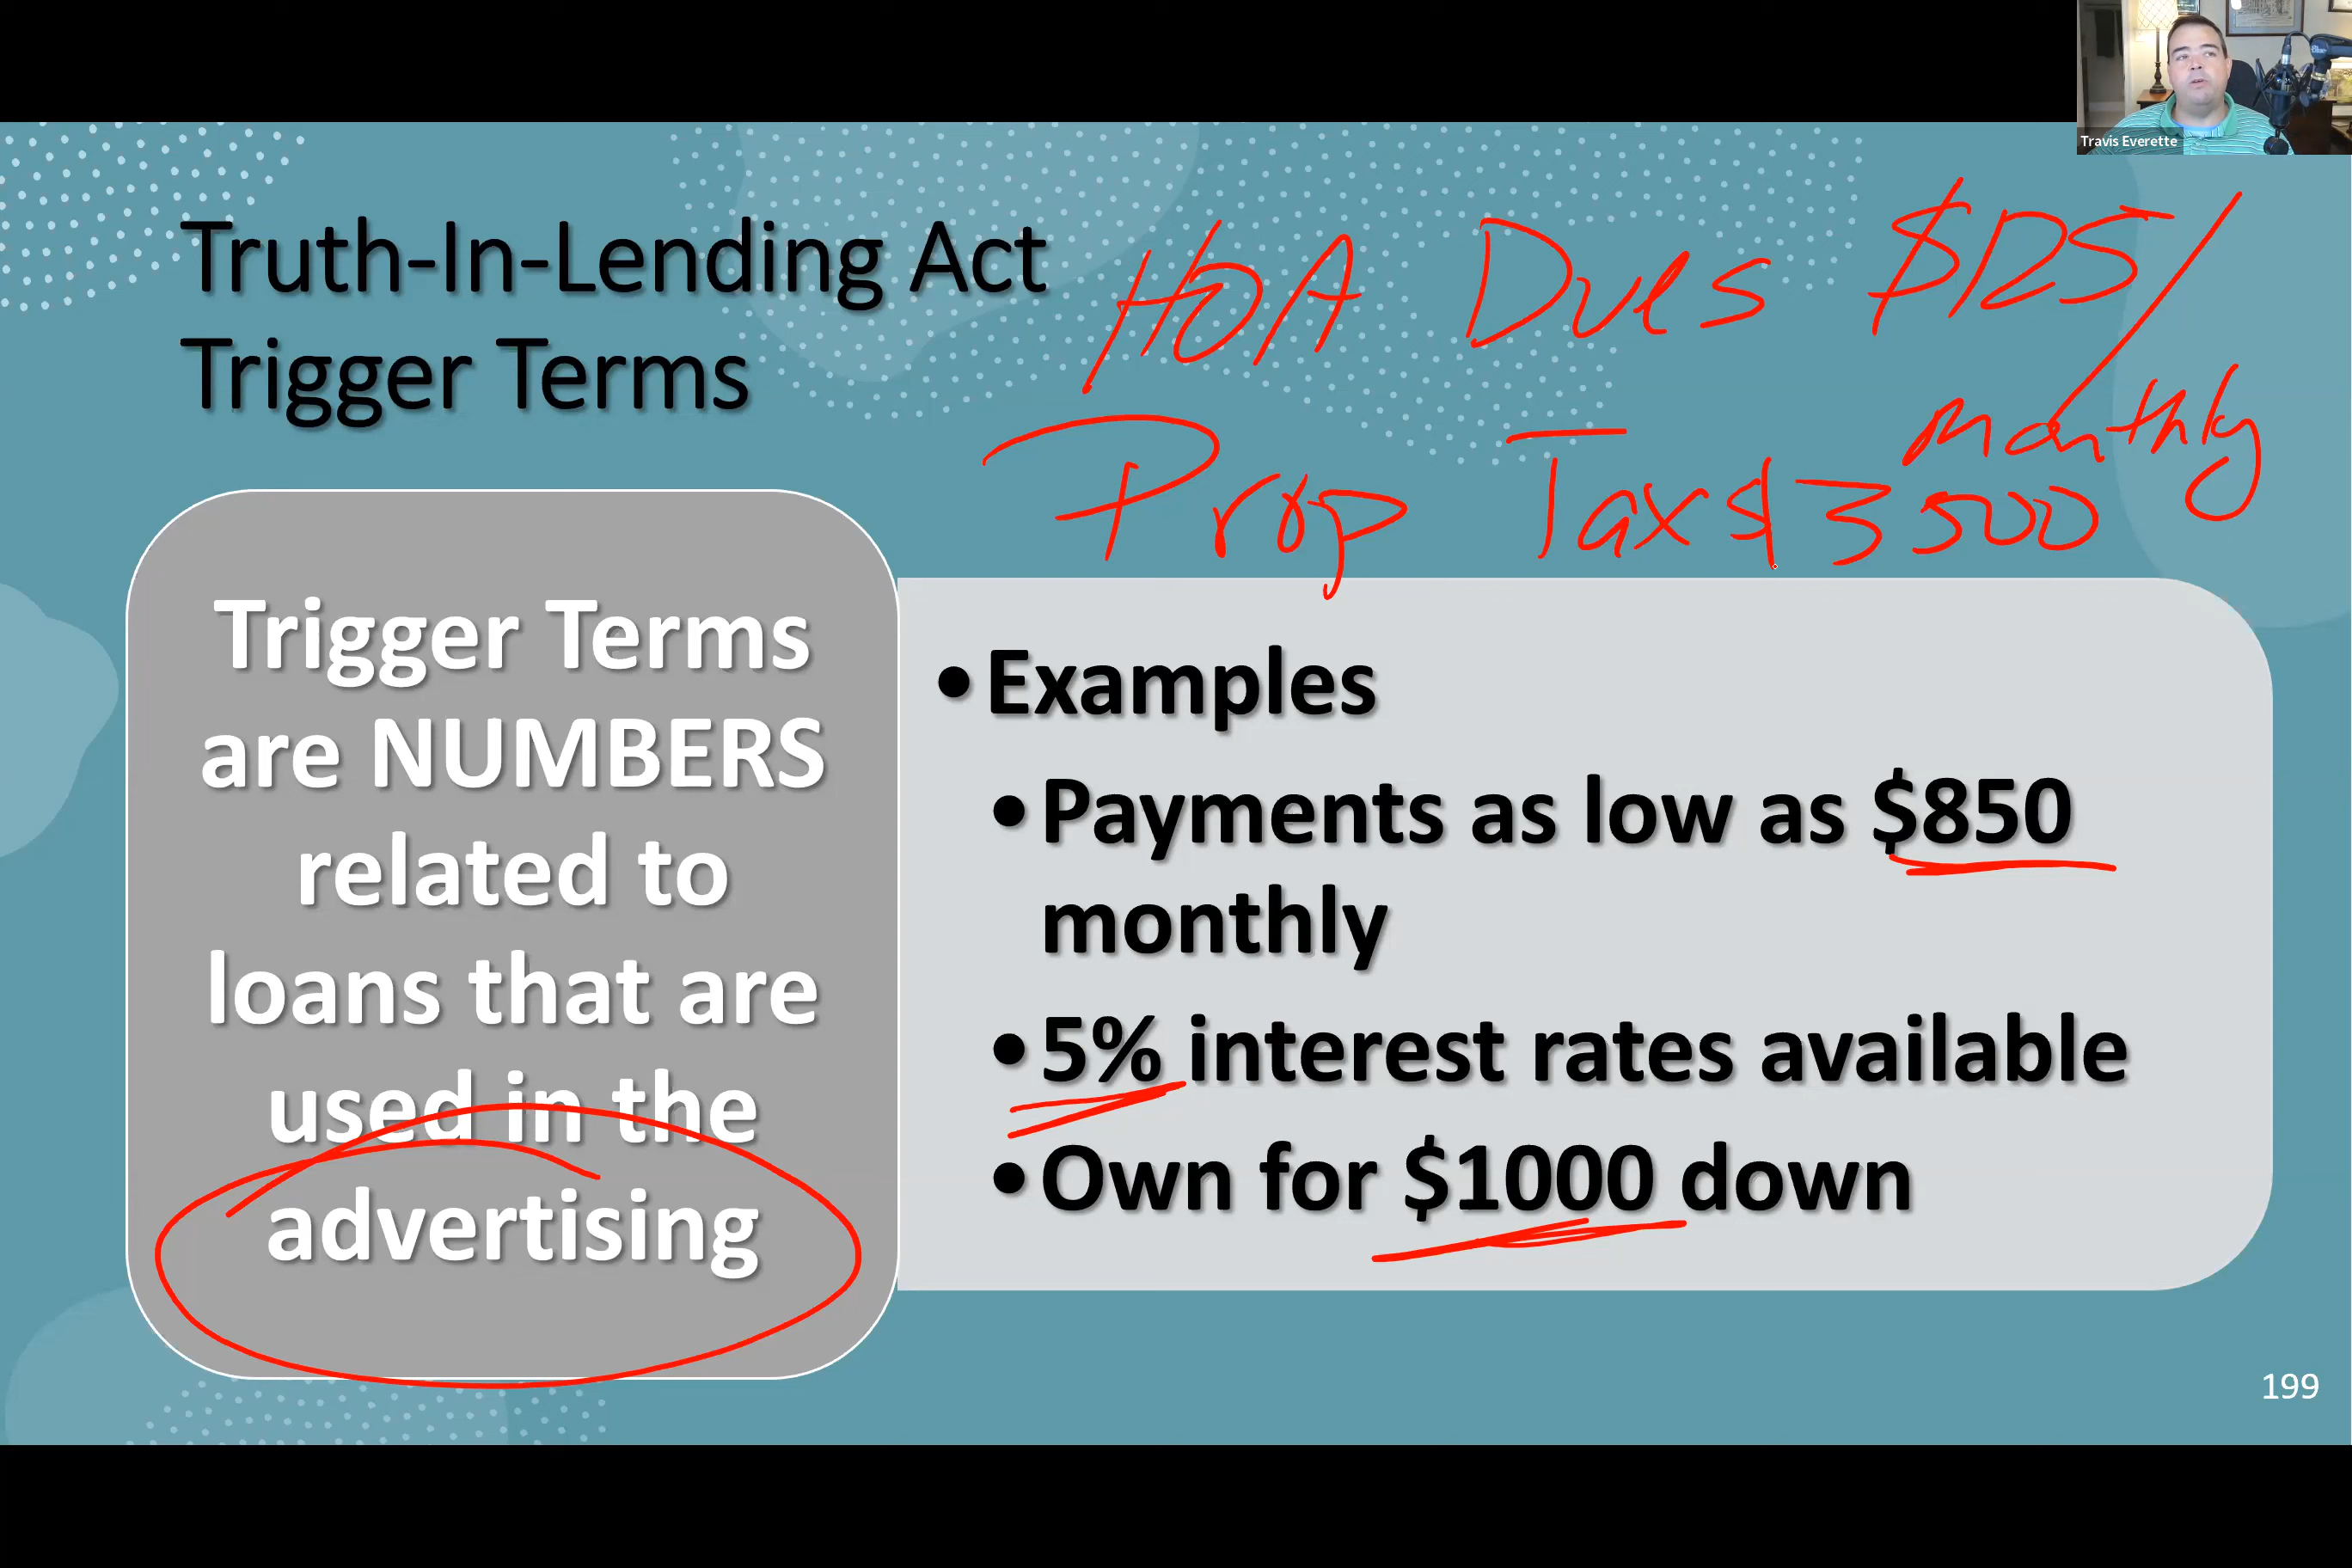 Travis Everette
Truth-In-Lending Act
Trigger Terms
HOA Dues $125/
monthly
Prop Tax $3500
Trigger Terms
are NUMBERS
related to
loans that are
used in the
advertising
•Examples
•Payments as low as $850
monthly
•5% interest rates available
•Own for $1000 down
199